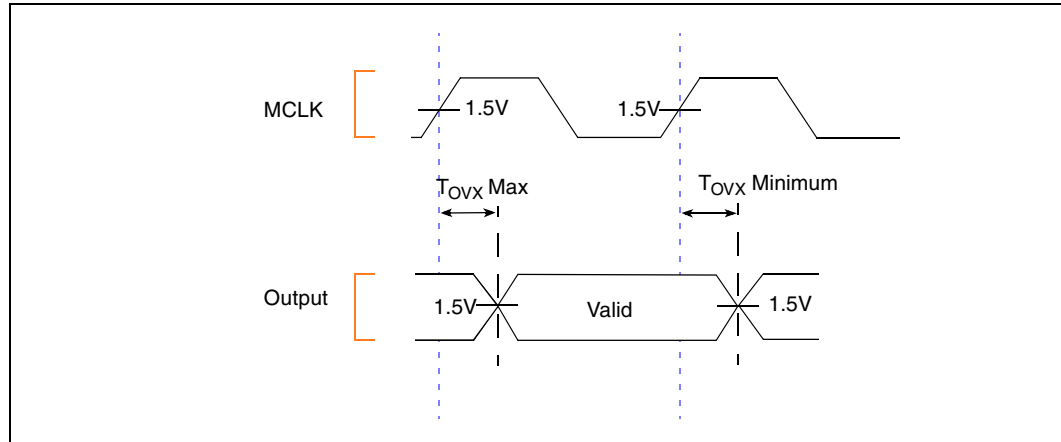 MCLK
1.5V
1.5V
TOVX Max
TOVX Minimum
Output
1.5V
Valid
1.5V